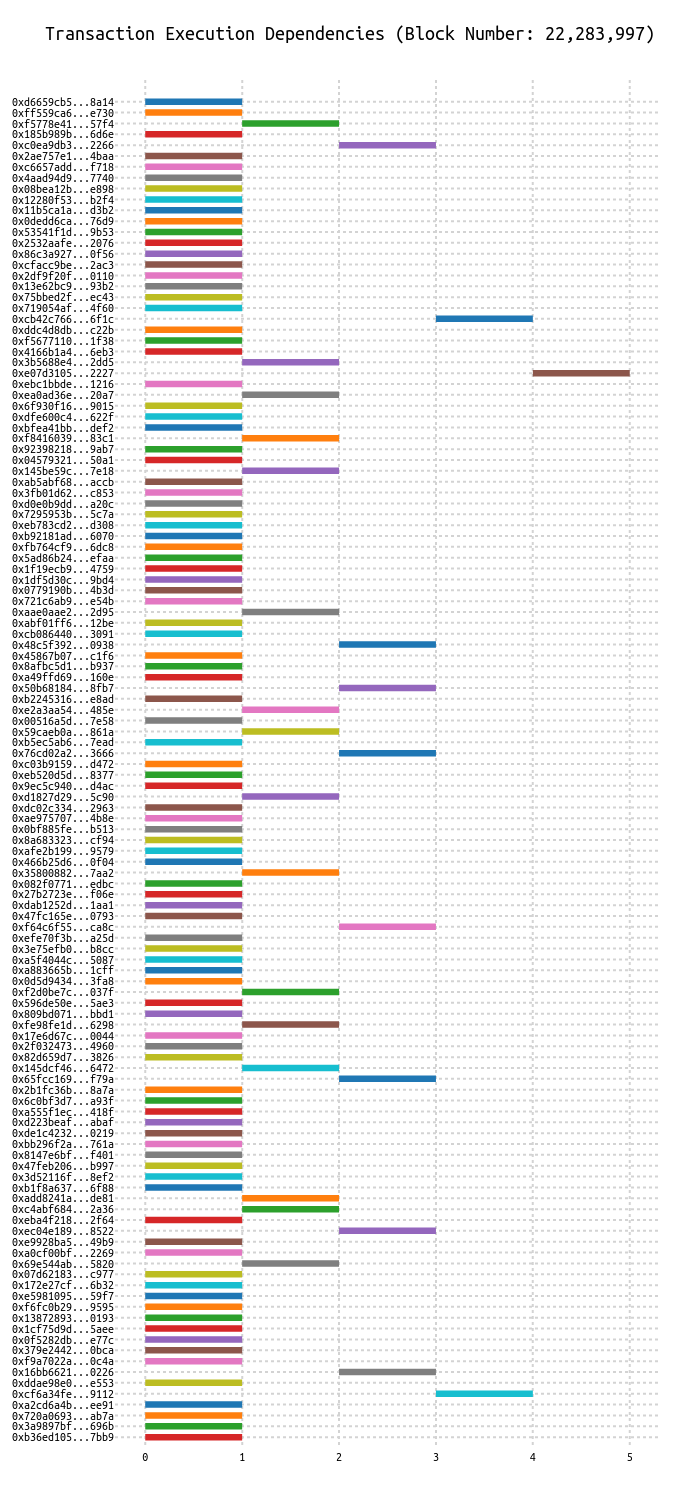 Transaction Execution Dependencies (Block Number: 22,283,997)
0xd6659cb5...8a14
0xff559ca6...e730
0xf5778e41...57f4
0x185b989b...6d6e
0xc0ea9db3...2266
0x2ae757e1...4baa
0xc6657add...f718
0x4aad94d9...7740
0x08bea12b...e898
0x12280f53...b2f4
0x11b5ca1a...d3b2
0x0dedd6ca...76d9
0x53541f1d...9b53
0x2532aafe...2076
0x86c3a927...0f56
0xcfacc9be...2ac3
0x2df9f20f...0110
0x13e62bc9...93b2
0x75bbed2f...ec43
0x719054af...4f60
0xcb42c766...6f1c
0xddc4d8db...c22b
0xf5677110...1f38
0x4166b1a4...6eb3
0x3b5688e4...2dd5
0xe07d3105...2227
0xebc1bbde...1216
0xea0ad36e...20a7
0x6f930f16...9015
0xdfe600c4...622f
0xbfea41bb...def2
0xf8416039...83c1
0x92398218...9ab7
0x04579321...50a1
0x145be59c...7e18
0xab5abf68...accb
0x3fb01d62...c853
0xd0e0b9dd...a20c
0x7295953b...5c7a
0xeb783cd2...d308
0xb92181ad...6070
0xfb764cf9...6dc8
0x5ad86b24...efaa
0x1f19ecb9...4759
0x1df5d30c...9bd4
0x0779190b...4b3d
0x721c6ab9...e54b
0xaae0aae2...2d95
0xabf01ff6...12be
0xcb086440...3091
0x48c5f392...0938
0x45867b07...c1f6
0x8afbc5d1...b937
0xa49ffd69...160e
0x50b68184...8fb7
0xb2245316...e8ad
0xe2a3aa54...485e
0x00516a5d...7e58
0x59caeb0a...861a
0xb5ec5ab6...7ead
0x76cd02a2...3666
0xc03b9159...d472
0xeb520d5d...8377
0x9ec5c940...d4ac
0xd1827d29...5c90
0xdc02c334...2963
0xae975707...4b8e
0x0bf885fe...b513
0x8a683323...cf94
0xafe2b199...9579
0x466b25d6...0f04
0x35800882...7aa2
0x082f0771...edbc
0x27b2723e...f06e
0xdab1252d...1aa1
0x47fc165e...0793
0xf64c6f55...ca8c
0xefe70f3b...a25d
0x3e75efb0...b8cc
0xa5f4044c...5087
0xa883665b...1cff
0x0d5d9434...3fa8
0xf2d0be7c...037f
0x596de50e...5ae3
0x809bd071...bbd1
0xfe98fe1d...6298
0x17e6d67c...0044
0x2f032473...4960
0x82d659d7...3826
0x145dcf46...6472
0x65fcc169...f79a
0x2b1fc36b...8a7a
0x6c0bf3d7...a93f
0xa555f1ec...418f
0xd223beaf...abaf
0xde1c4232...0219
0xbb296f2a...761a
0x8147e6bf...f401
0x47feb206...b997
0x3d52116f...8ef2
0xb1f8a637...6f88
0xadd8241a...de81
0xc4abf684...2a36
0xeba4f218...2f64
0xec04e189...8522
0xe9928ba5...49b9
0xa0cf00bf...2269
0x69e544ab...5820
0x07d62183...c977
0x172e27cf...6b32
0xe5981095...59f7
0xf6fc0b29...9595
0x13872893...0193
0x1cf75d9d...5aee
0x0f5282db...e77c
0x379e2442...0bca
0xf9a7022a...0c4a
0x16bb6621...0226
0xddae98e0...e553
0xcf6a34fe...9112
0xa2cd6a4b...ee91
0x720a0693...ab7a
0x3a9897bf...696b
0xb36ed105...7bb9
0 1 2 3 4 5